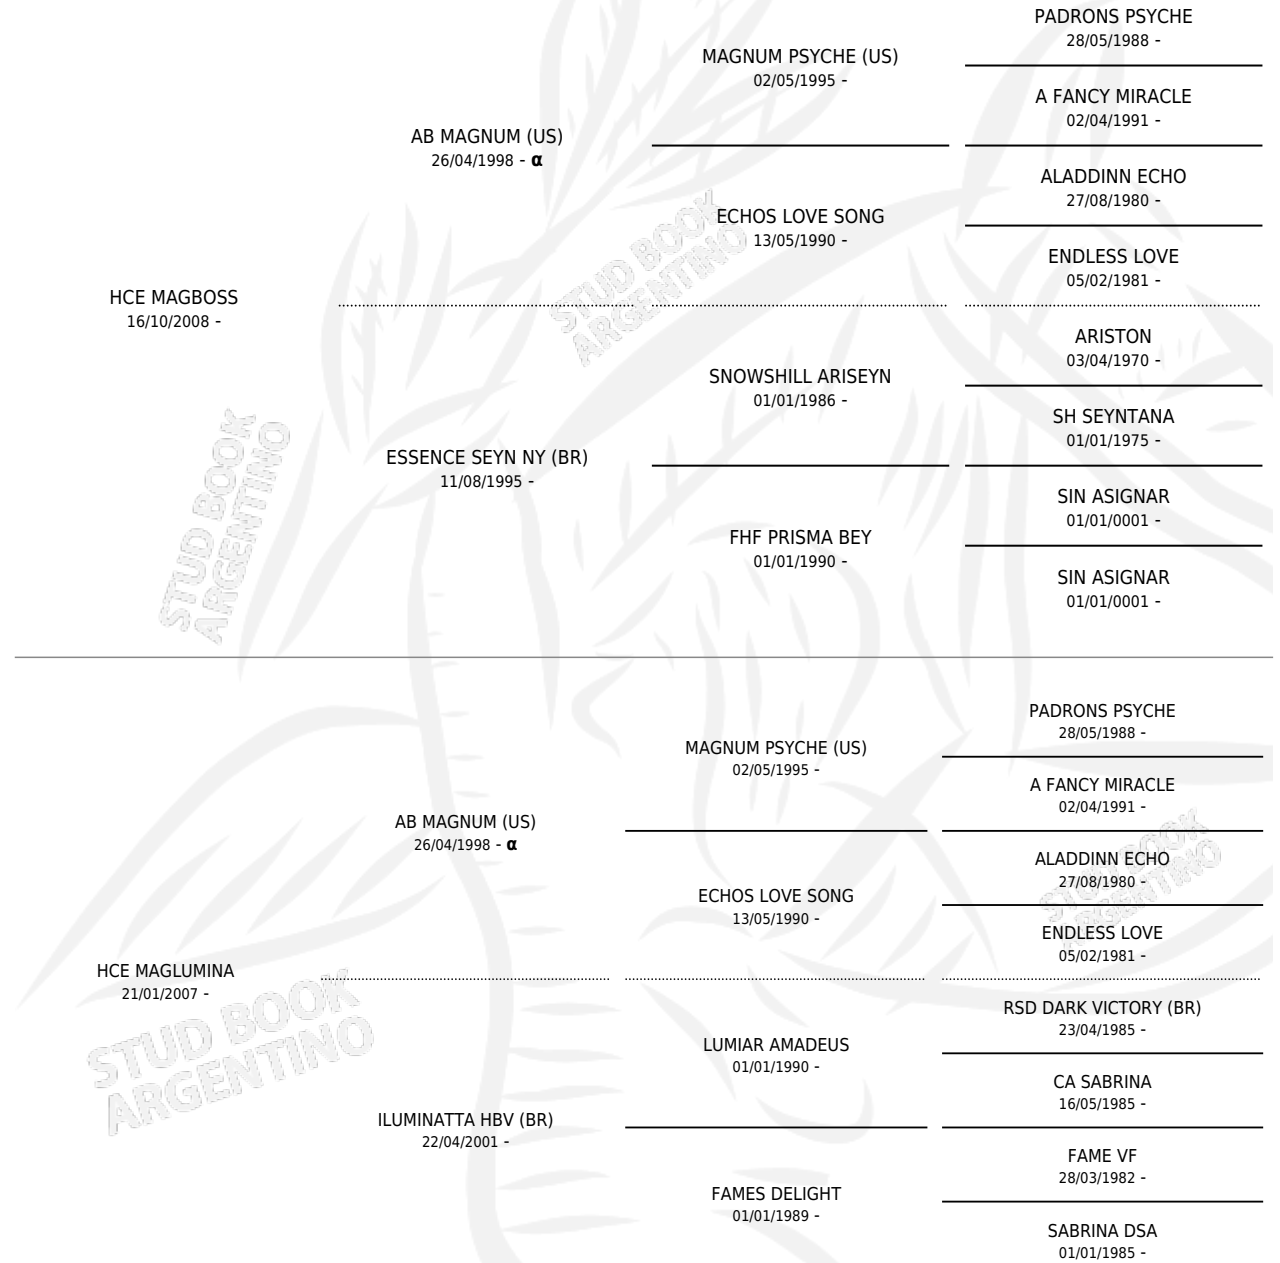 PADRONS PSYCHE
28/05/1988 -
MAGNUM PSYCHE (US)
02/05/1995 -
A FANCY MIRACLE
02/04/1991 -
AB MAGNUM (US)
26/04/1998 - α
ALADDINN ECHO
27/08/1980 -
ECHOS LOVE SONG
13/05/1990 -
ENDLESS LOVE
05/02/1981 -
HCE MAGBOSS
16/10/2008 -
ARISTON
03/04/1970 -
SNOWSHILL ARISEYN
01/01/1986 -
SH SEYNTANA
01/01/1975 -
ESSENCE SEYN NY (BR)
11/08/1995 -
SIN ASIGNAR
01/01/0001 -
FHF PRISMA BEY
01/01/1990 -
SIN ASIGNAR
01/01/0001 -
STUD BOOK
ARGENTINO
STUD BOOK
ARGENTINO
PADRONS PSYCHE
28/05/1988 -
MAGNUM PSYCHE (US)
02/05/1995 -
A FANCY MIRACLE
02/04/1991 -
AB MAGNUM (US)
26/04/1998 - α
ALADDINN ECHO
27/08/1980 -
ECHOS LOVE SONG
13/05/1990 -
ENDLESS LOVE
05/02/1981 -
HCE MAGLUMINA
21/01/2007 -
RSD DARK VICTORY (BR)
23/04/1985 -
LUMIAR AMADEUS
01/01/1990 -
CA SABRINA
16/05/1985 -
ILUMINATTA HBV (BR)
22/04/2001 -
FAME VF
28/03/1982 -
FAMES DELIGHT
01/01/1989 -
SABRINA DSA
01/01/1985 -
STUD BOOK
ARGENTINO
STUD BOOK
ARGENTINO